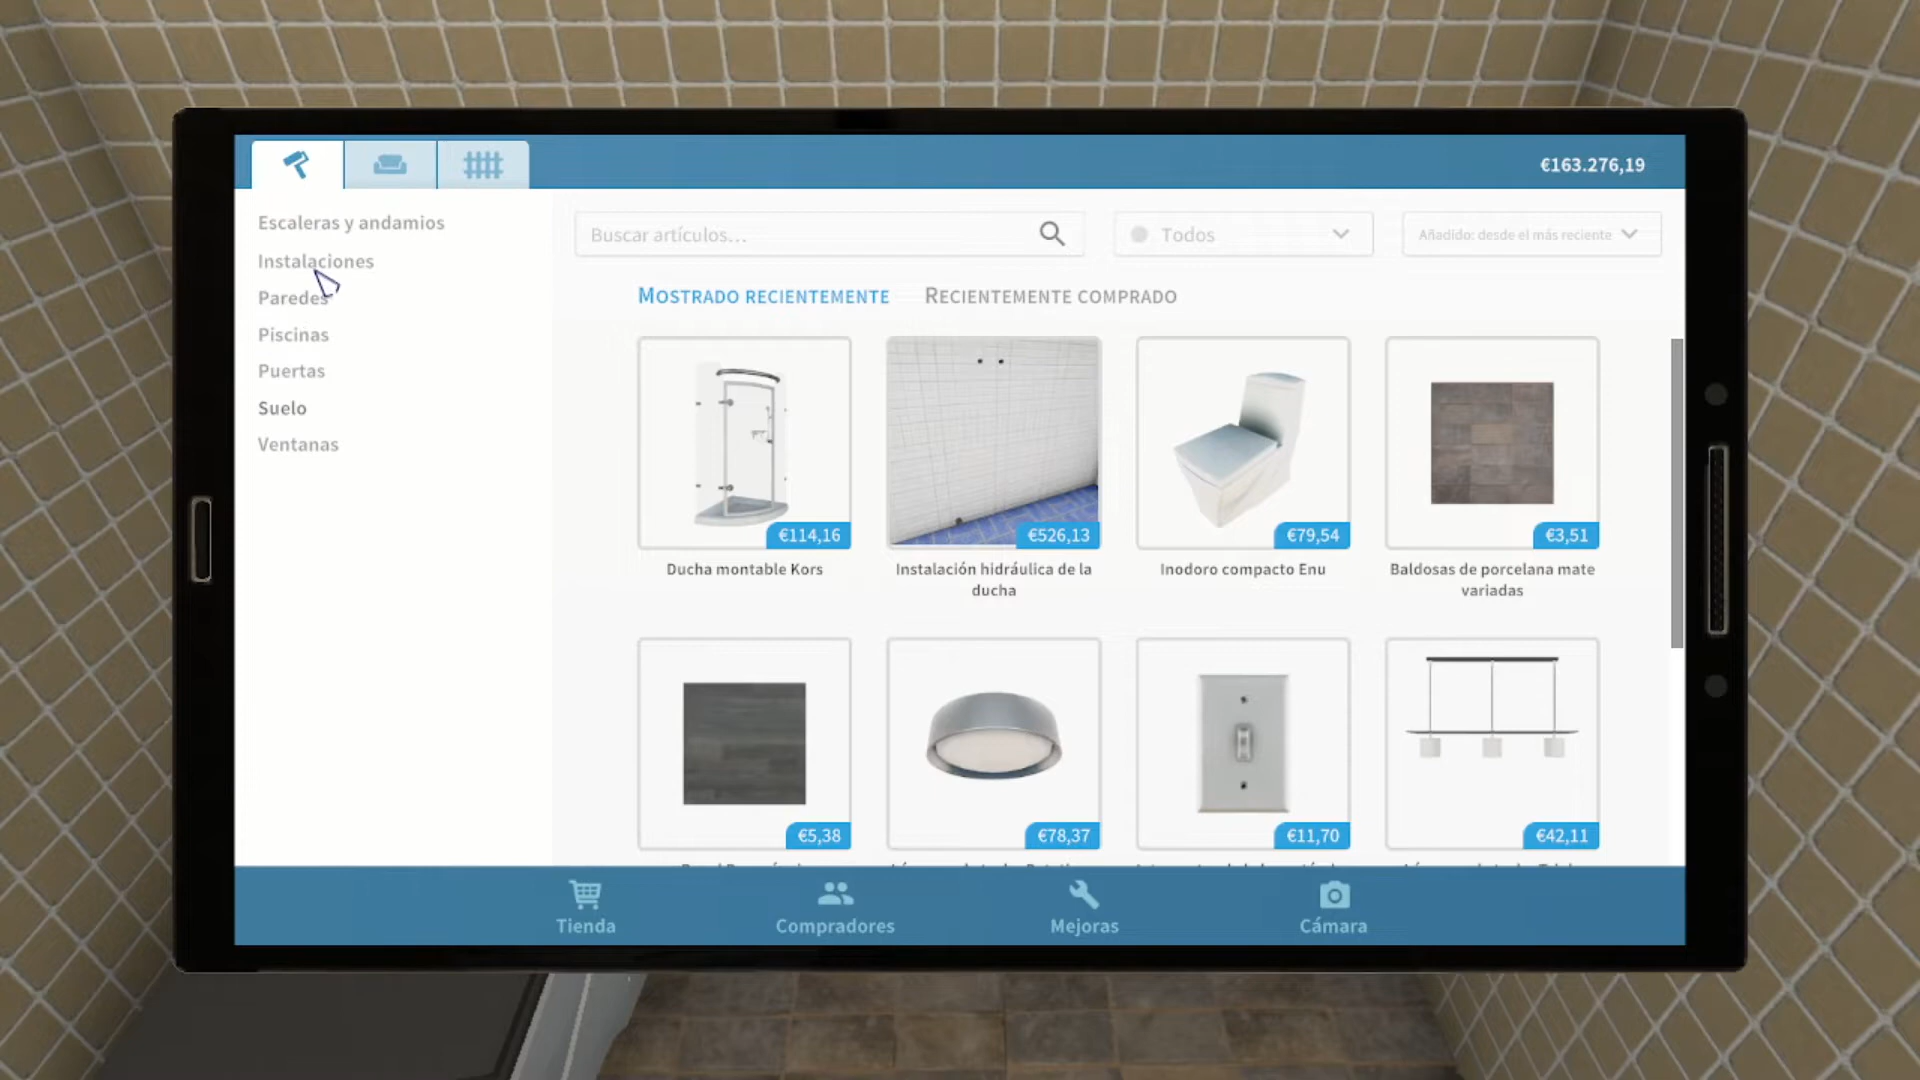 €163.276,19
Escaleras y andamios
Instalaciones
Paredes
Piscinas
Puertas
Suelo
Ventanas
Buscar artículos...
Todos
Añadido: desde el más reciente
MOSTRADO RECIENTEMENTE
RECIENTEMENTE COMPRADO
€114,16
€526,13
€79,54
€3,51
Ducha montable Kors
Instalación hidráulica de la
ducha
Inodoro compacto Enu
Baldosas de porcelana mate
variadas
€5,38
€78,37
€11,70
€42,11
Tienda
Compradores
Mejoras
Cámara